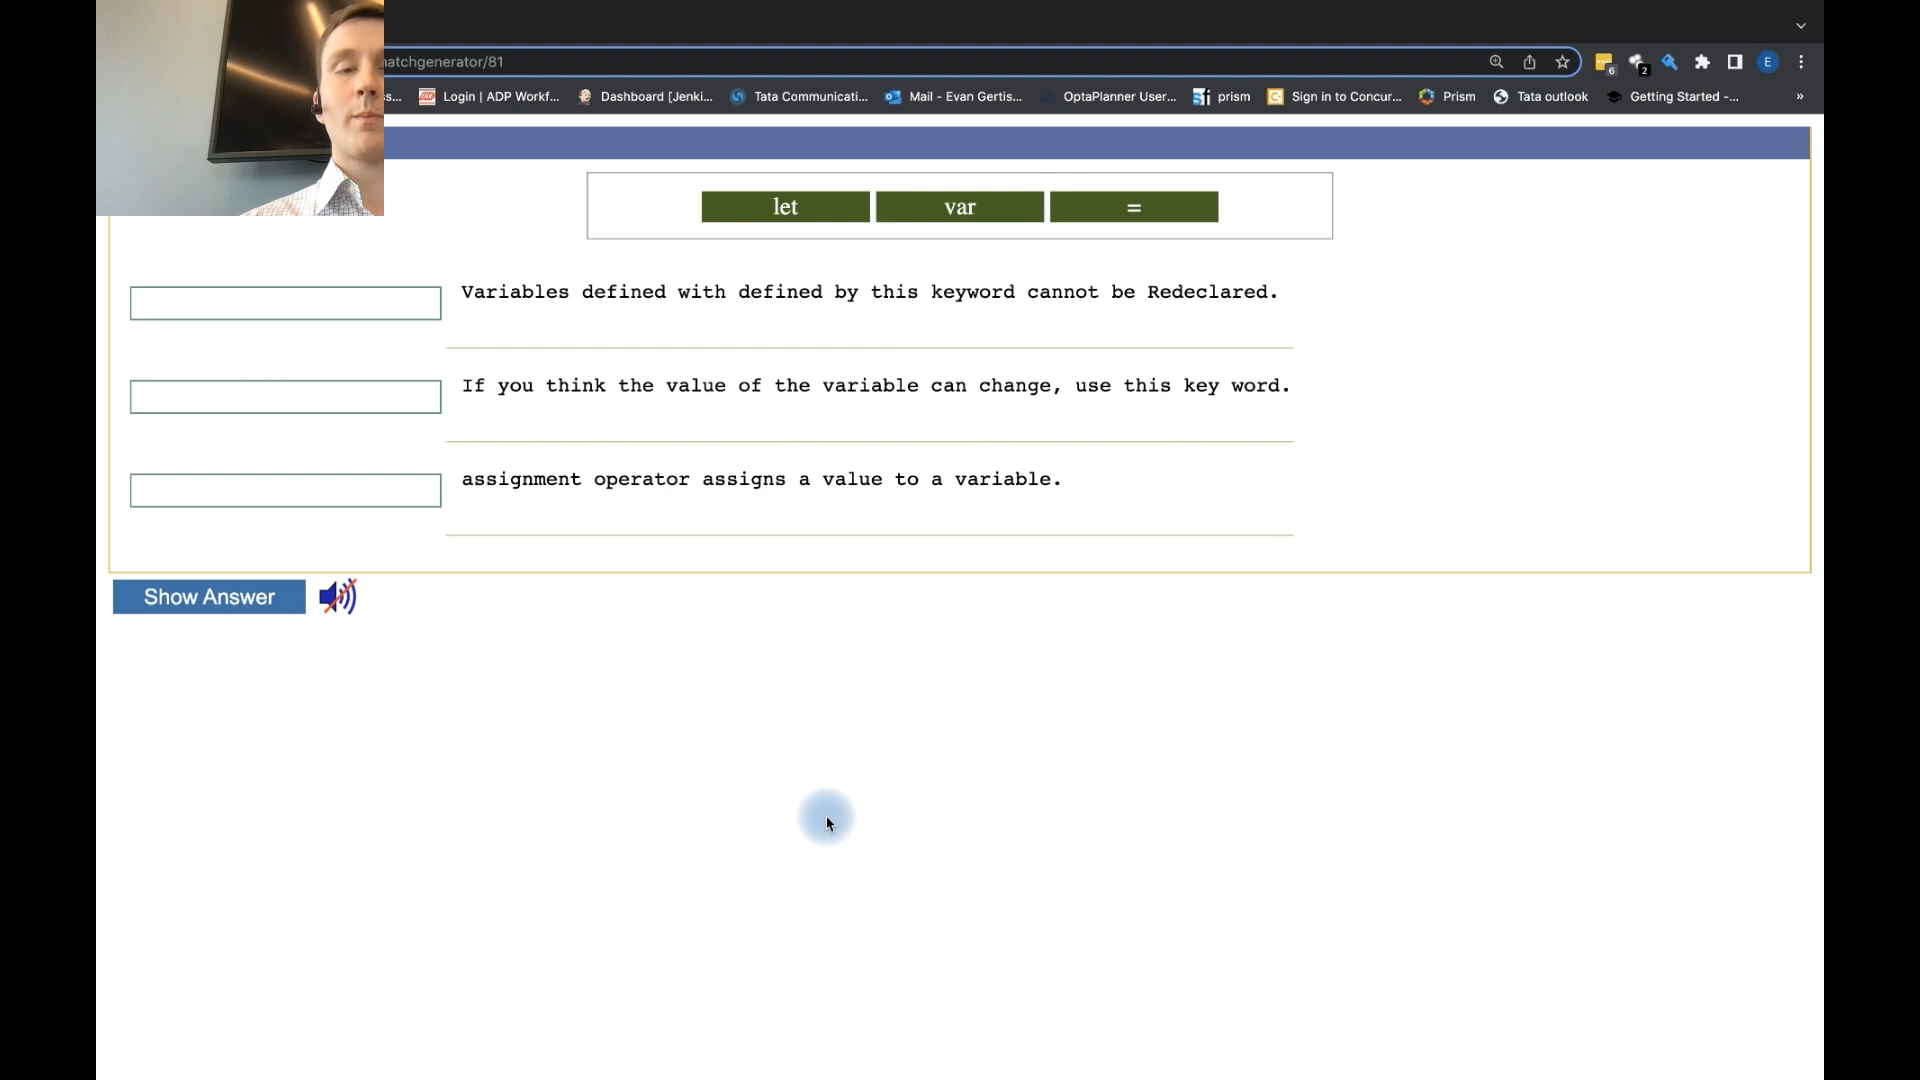 atchgenerator/81
6
2
E
s...
Login | ADP Workf...
Dashboard [Jenki...
Tata Communicati...
Mail - Evan Gertis...
OptaPlanner User...
prism
Sign in to Concur...
Prism
Tata outlook
Getting Started -...
»
let
var
=
Variables defined with defined by this keyword cannot be Redeclared.
If you think the value of the variable can change, use this key word.
assignment operator assigns a value to a variable.
Show Answer